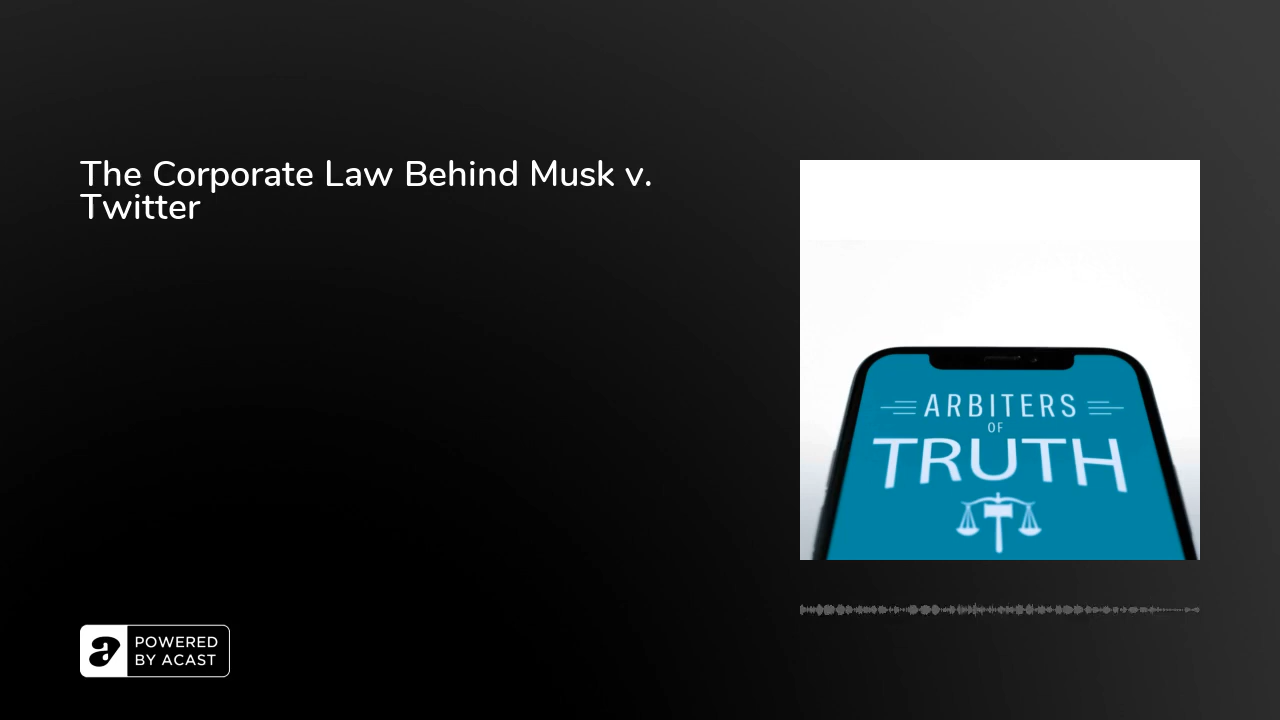 The Corporate Law Behind Musk v.
Twitter
ARBITERS
OF
TRUTH
a
POWERED
BY ACAST